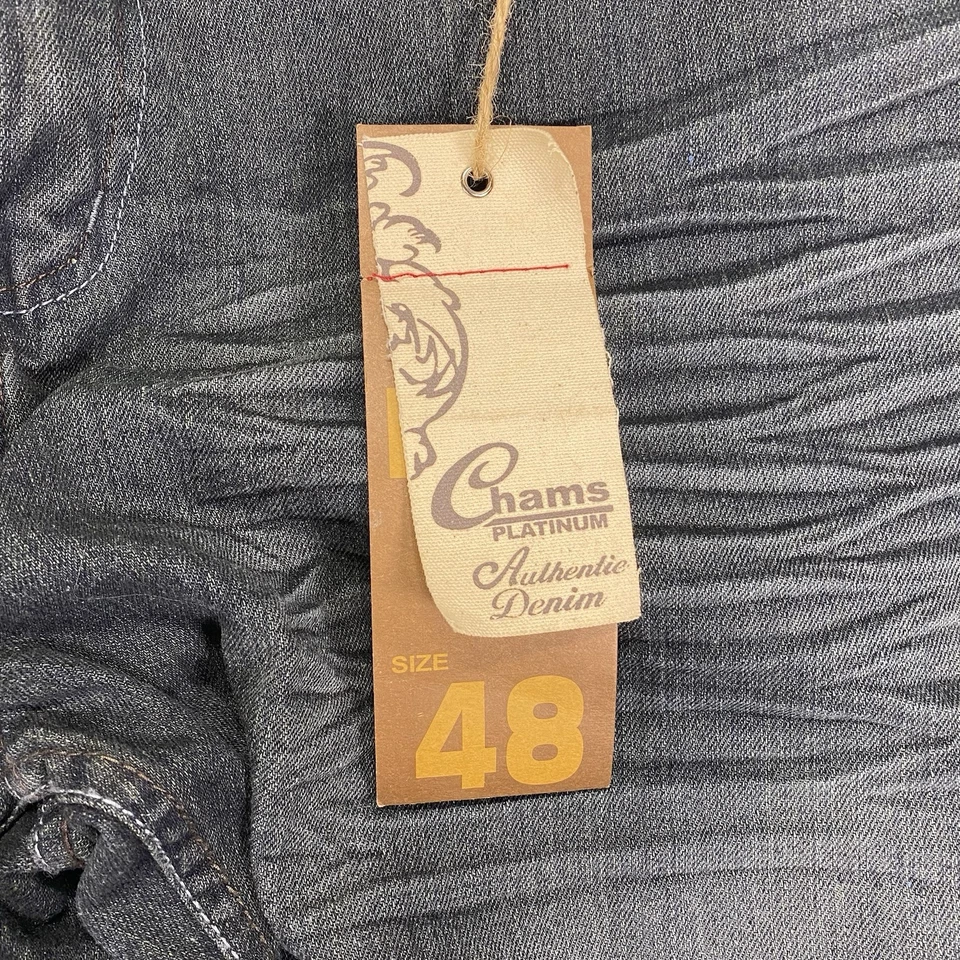 Chams
PLATINUM
Authentic
Denim
SIZE
48